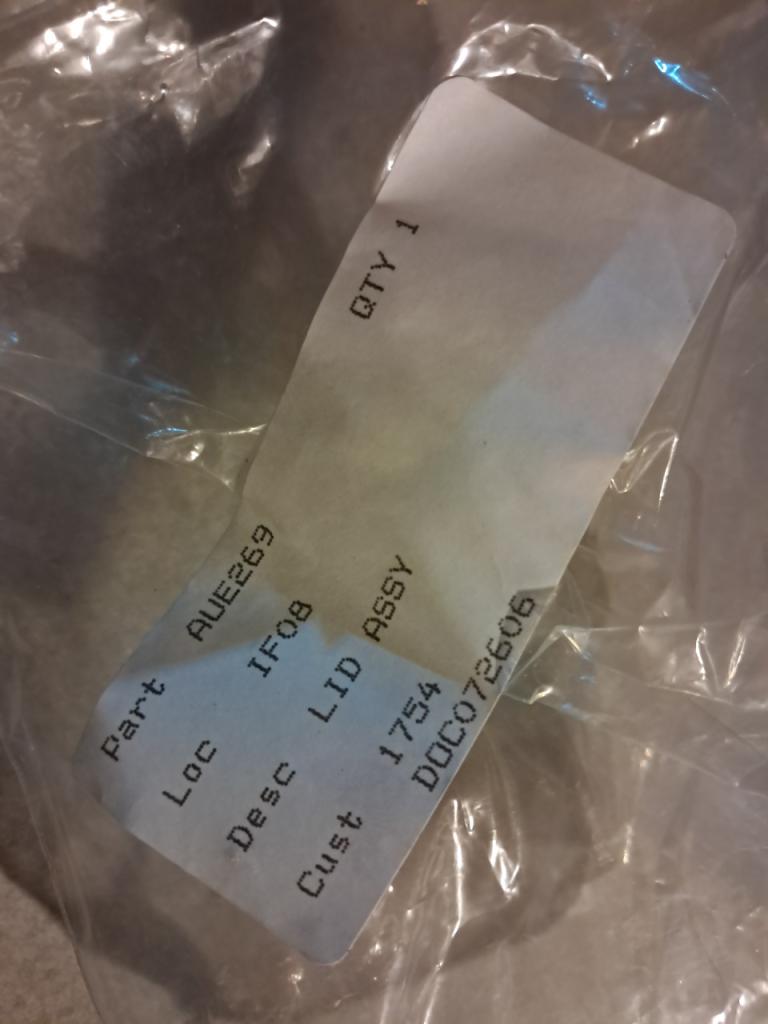 Part AUE269 QTY 1
Loc IF08
Desc LID ASSY
Cust 1754
DOC072606